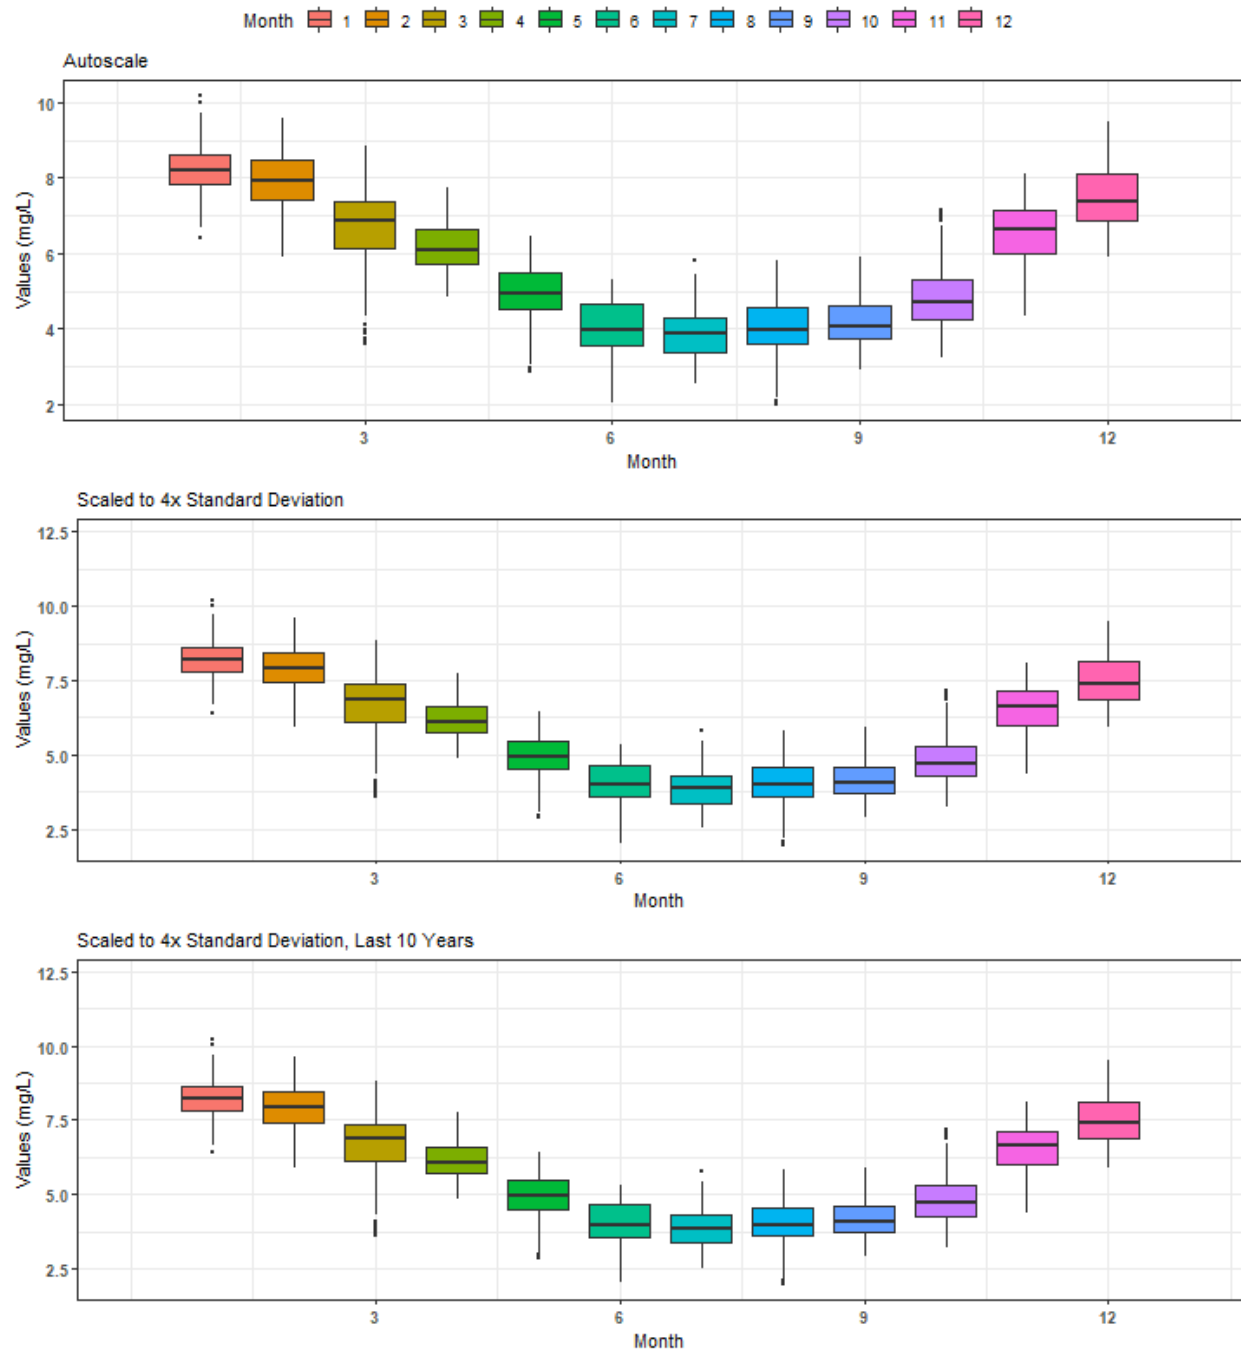 Month 1 2 3 4 5 6 7 8 9 10 11 12
Autoscale
Values (mg/L)
10
8
6
4
2
3 6 9 12
Month
Scaled to 4x Standard Deviation
Values (mg/L)
12.5
10.0
7.5
5.0
2.5
3 6 9 12
Month
Scaled to 4x Standard Deviation, Last 10 Years
Values (mg/L)
12.5
10.0
7.5
5.0
2.5
3 6 9 12
Month